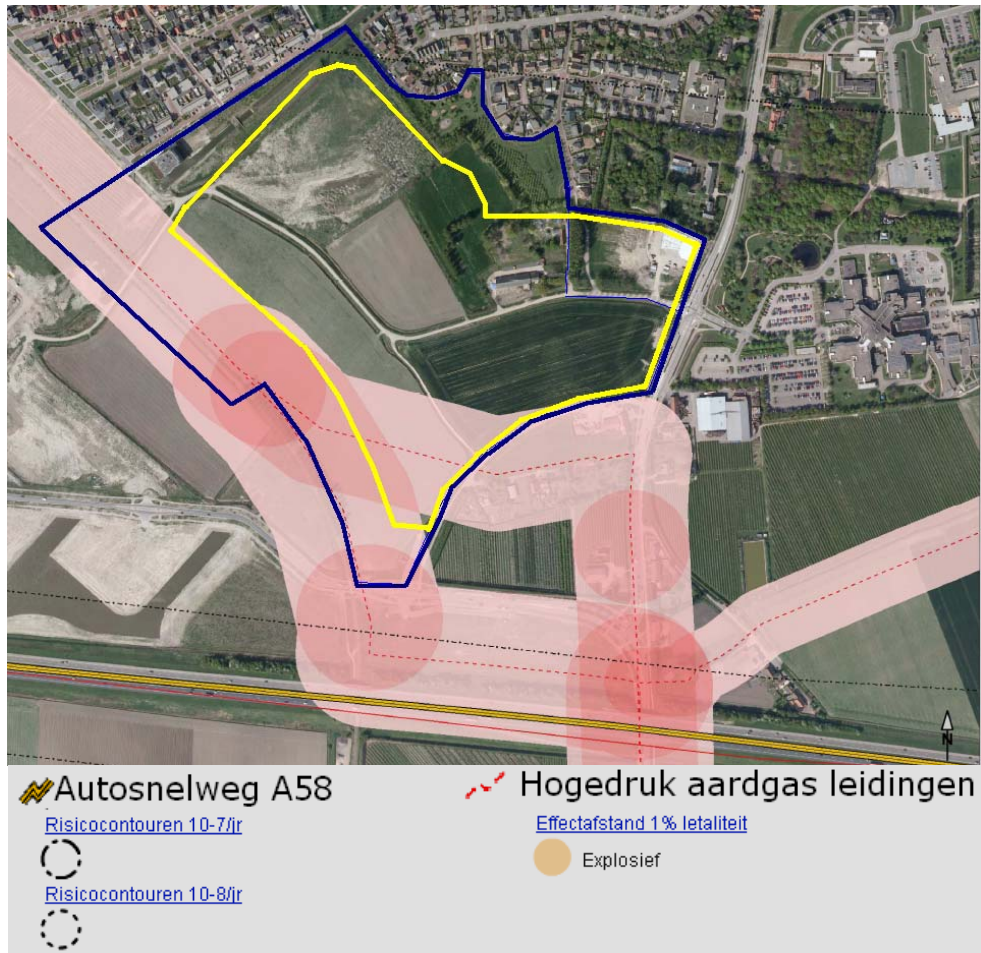 N
Autosnelweg A58
Hogedruk aardgas leidingen
Risicocontouren 10-7/jr
Effectafstand 1% letaliteit
Explosief
Risicocontouren 10-8/jr